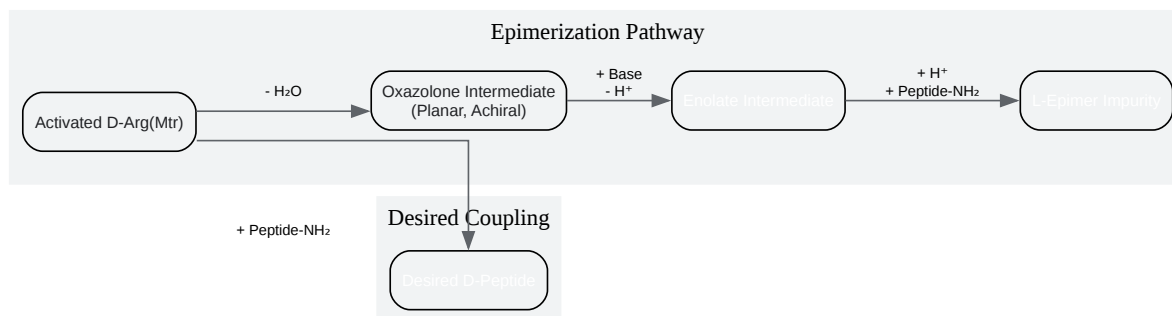 Epimerization Pathway
Activated D-Arg(Mtr)
- H₂O
Oxazolone Intermediate
(Planar, Achiral)
+ Base
- H⁺
Enolate Intermediate
+ H⁺
+ Peptide-NH₂
L-Epimer Impurity
+ Peptide-NH₂
Desired Coupling
Desired D-Peptide